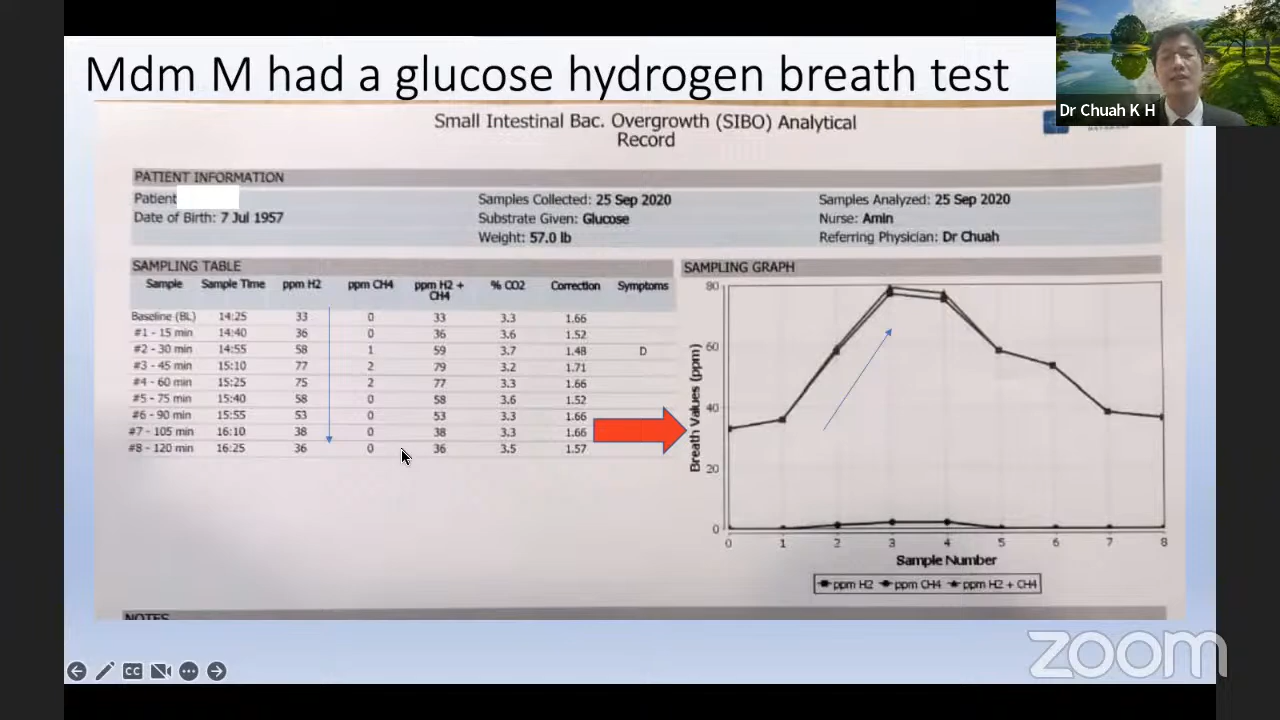 Mdm M had a glucose hydrogen breath test
Dr Chuah K H
Small Intestinal Bac. Overgrowth (SIBO) Analytical
Record
PATIENT INFORMATION
Patient
Samples Collected: 25 Sep 2020
Samples Analyzed: 25 Sep 2020
Date of Birth: 7 Jul 1957
Substrate Given: Glucose
Nurse: Amin
Weight: 57.0 lb
Referring Physician: Dr Chuah
SAMPLING TABLE
Sample Sample Time ppm H2 ppm CH4 ppm H2 + CH4 % CO2 Correction Symptoms
Baseline (BL) 14:25 33 0 33 3.3 1.66
#1 - 15 min 14:40 36 0 36 3.6 1.52
#2 - 30 min 14:55 58 1 59 3.7 1.48 D
#3 - 45 min 15:10 77 2 79 3.2 1.71
#4 - 60 min 15:25 75 2 77 3.3 1.66
#5 - 75 min 15:40 58 0 58 3.6 1.52
#6 - 90 min 15:55 53 0 53 3.3 1.66
#7 - 105 min 16:10 38 0 38 3.3 1.66
#8 - 120 min 16:25 36 0 36 3.5 1.57
SAMPLING GRAPH
80
60
40
20
0
Breath Values (ppm)
0 1 2 3 4 5 6 7 8
Sample Number
ppm H2 ppm CH4 ppm H2 + CH4
NOTES
CC
zoom